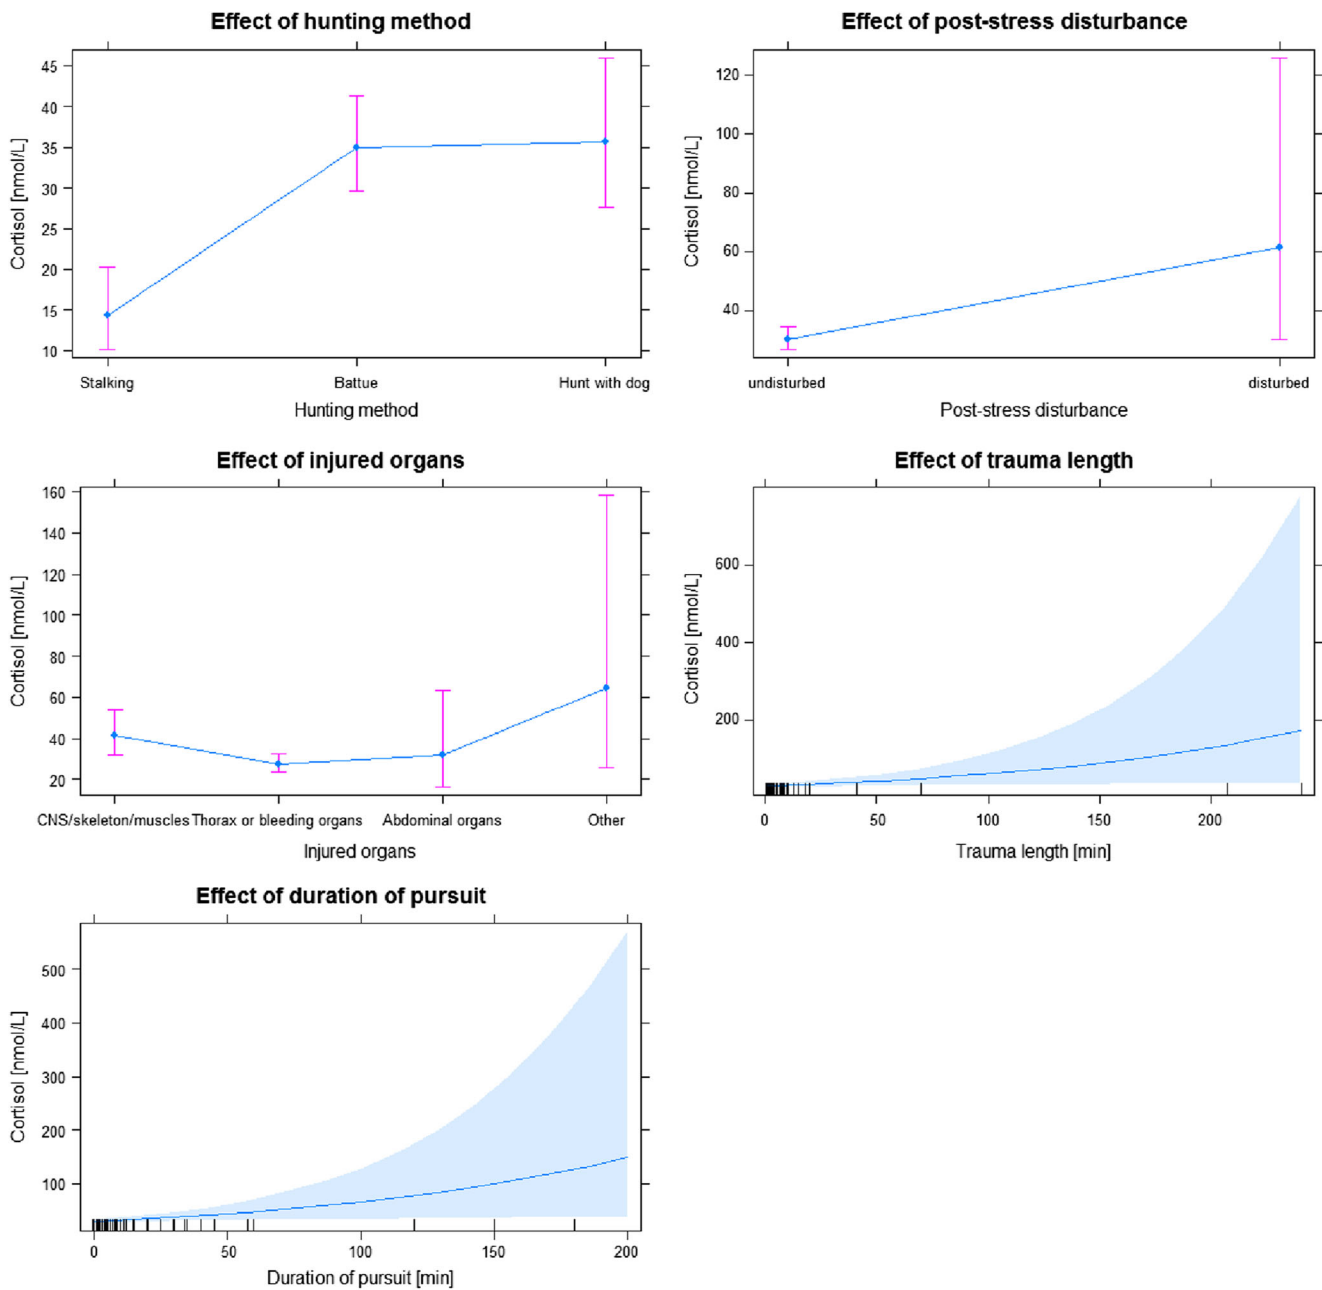 Effect of hunting method
Cortisol [nmol/L]
45
40
35
30
25
20
15
10
Stalking Battue Hunt with dog
Hunting method
Effect of post-stress disturbance
Cortisol [nmol/L]
120
100
80
60
40
undisturbed disturbed
Post-stress disturbance
Effect of injured organs
Cortisol [nmol/L]
160
140
120
100
80
60
40
20
CNS/skeleton/muscles Thorax or bleeding organs Abdominal organs Other
Injured organs
Effect of trauma length
Cortisol [nmol/L]
600
400
200
0 50 100 150 200
Trauma length [min]
Effect of duration of pursuit
Cortisol [nmol/L]
500
400
300
200
100
0 50 100 150 200
Duration of pursuit [min]